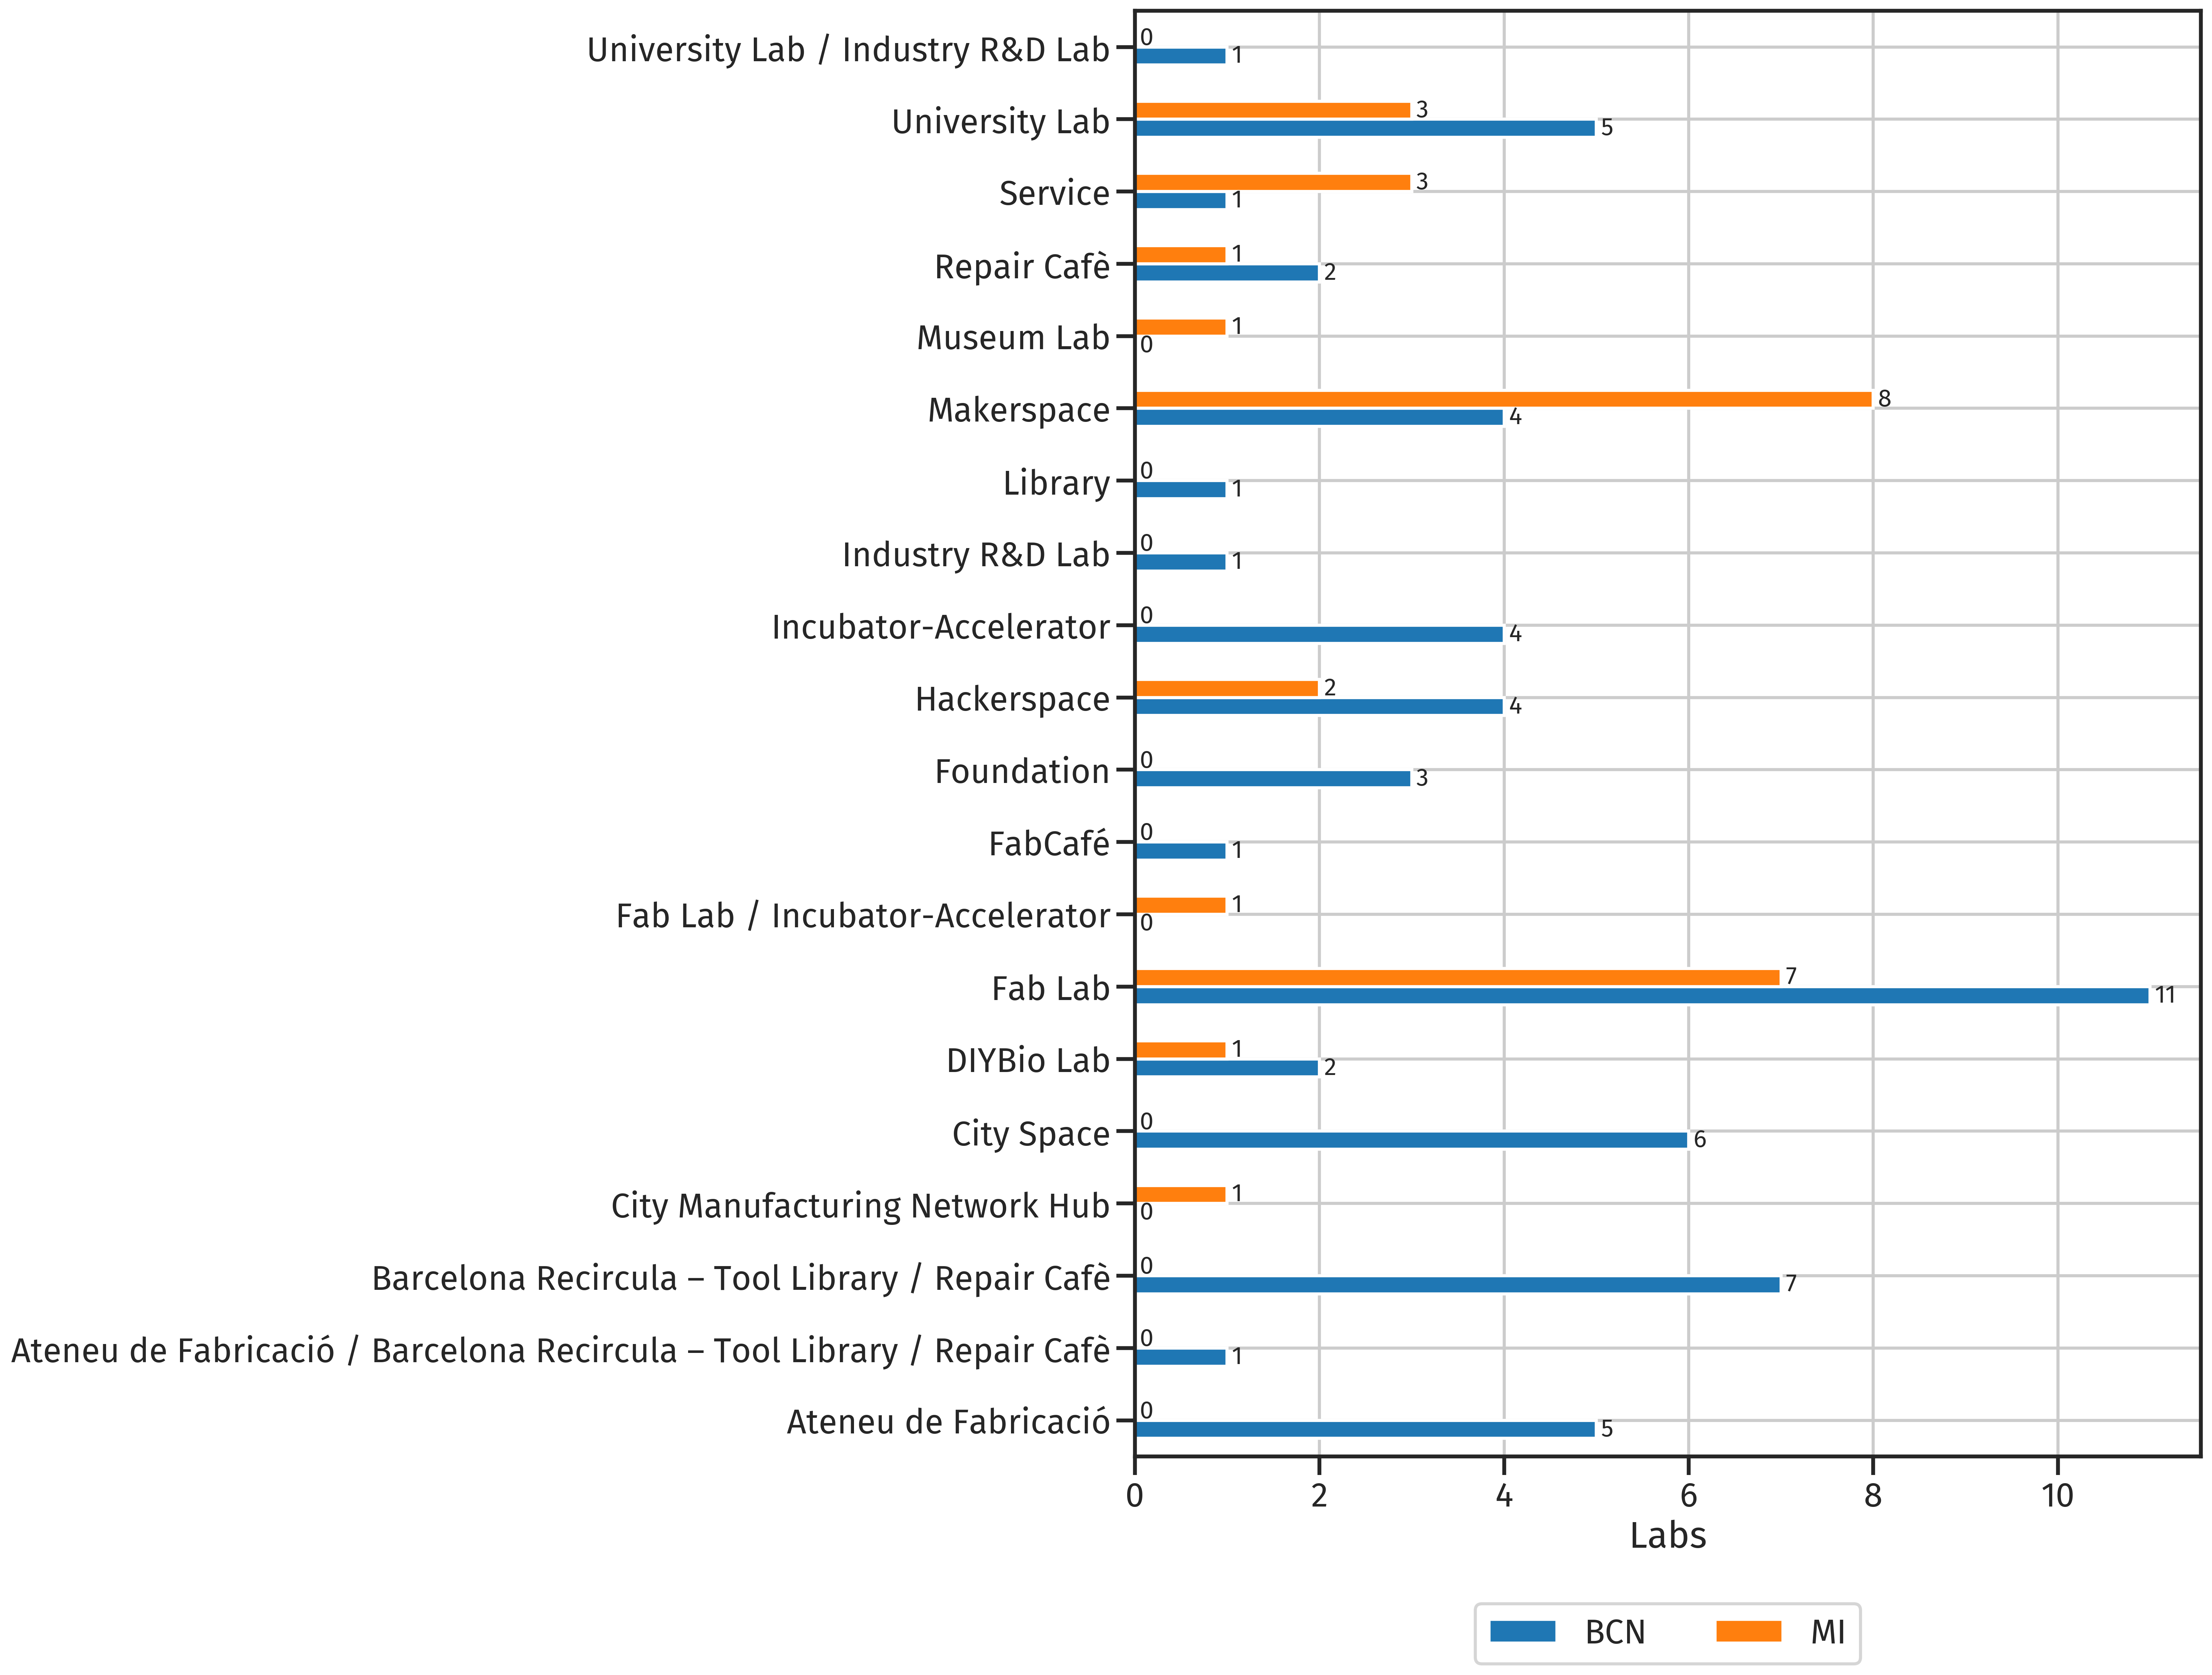 University Lab / Industry R&D Lab
0
1
University Lab
3
5
Service
3
1
Repair Cafè
1
2
Museum Lab
1
0
Makerspace
8
4
Library
0
1
Industry R&D Lab
0
1
Incubator-Accelerator
0
4
Hackerspace
2
4
Foundation
0
3
FabCafé
0
1
Fab Lab / Incubator-Accelerator
1
0
Fab Lab
7
11
DIYBio Lab
1
2
City Space
0
6
City Manufacturing Network Hub
1
0
Barcelona Recircula – Tool Library / Repair Cafè
0
7
Ateneu de Fabricació / Barcelona Recircula – Tool Library / Repair Cafè
0
1
Ateneu de Fabricació
0
5
0 2 4 6 8 10
Labs
BCN MI